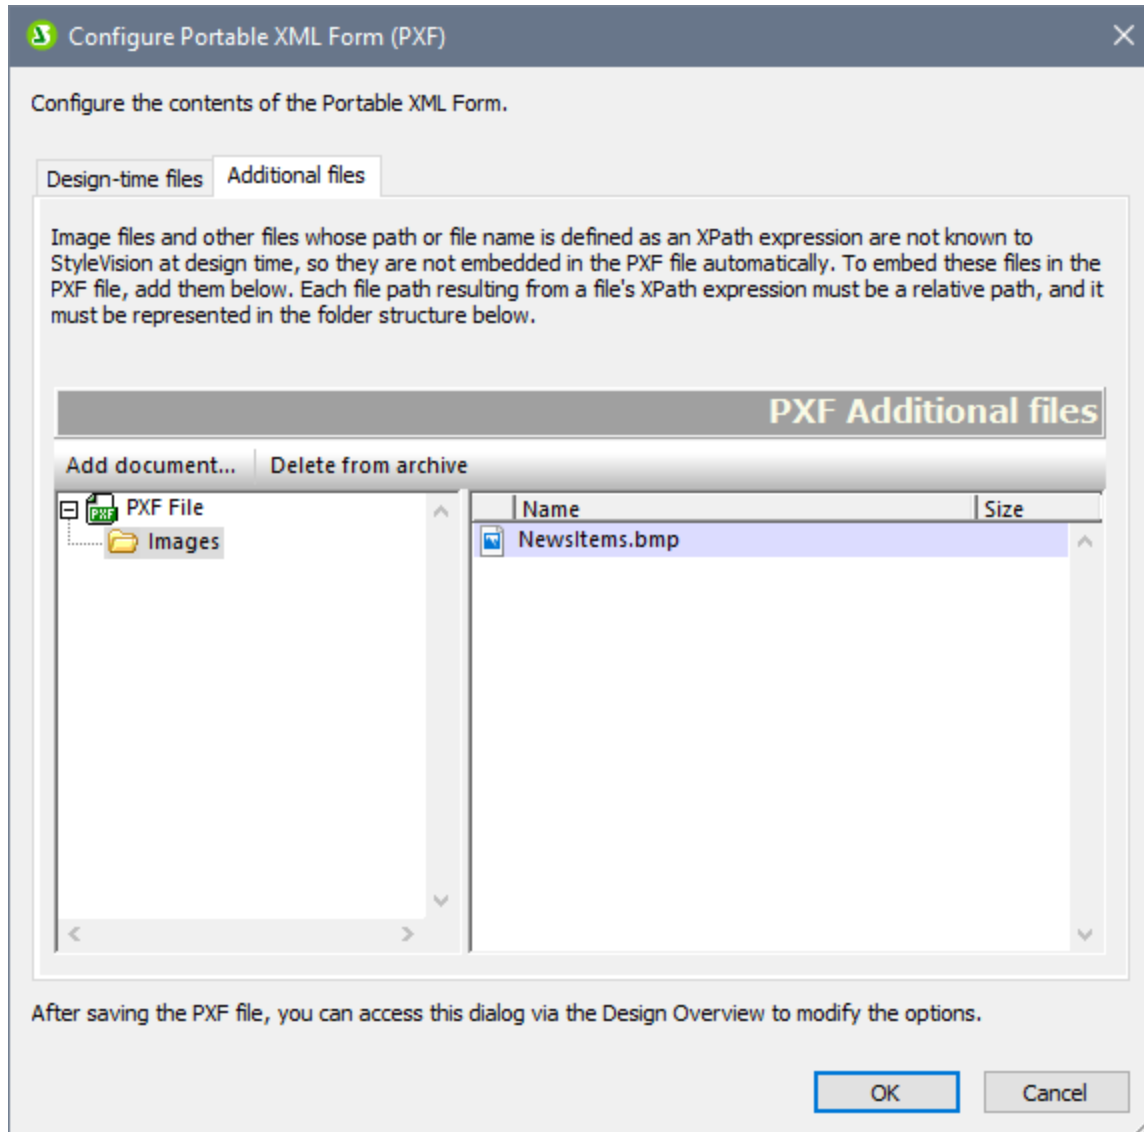 Configure Portable XML Form (PXF)
Configure the contents of the Portable XML Form.
Design-time files
Additional files
Image files and other files whose path or file name is defined as an XPath expression are not known to
StyleVision at design time, so they are not embedded in the PXF file automatically. To embed these files in the
PXF file, add them below. Each file path resulting from a file's XPath expression must be a relative path, and it
must be represented in the folder structure below.
PXF Additional files
Add document...
Delete from archive
PXF
PXF File
Images
Name
Size
NewsItems.bmp
After saving the PXF file, you can access this dialog via the Design Overview to modify the options.
OK
Cancel